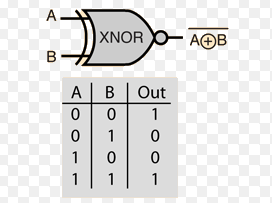 A
XNOR
A⊕B
B
A B Out
0 0 1
0 1 0
1 0 0
1 1 1